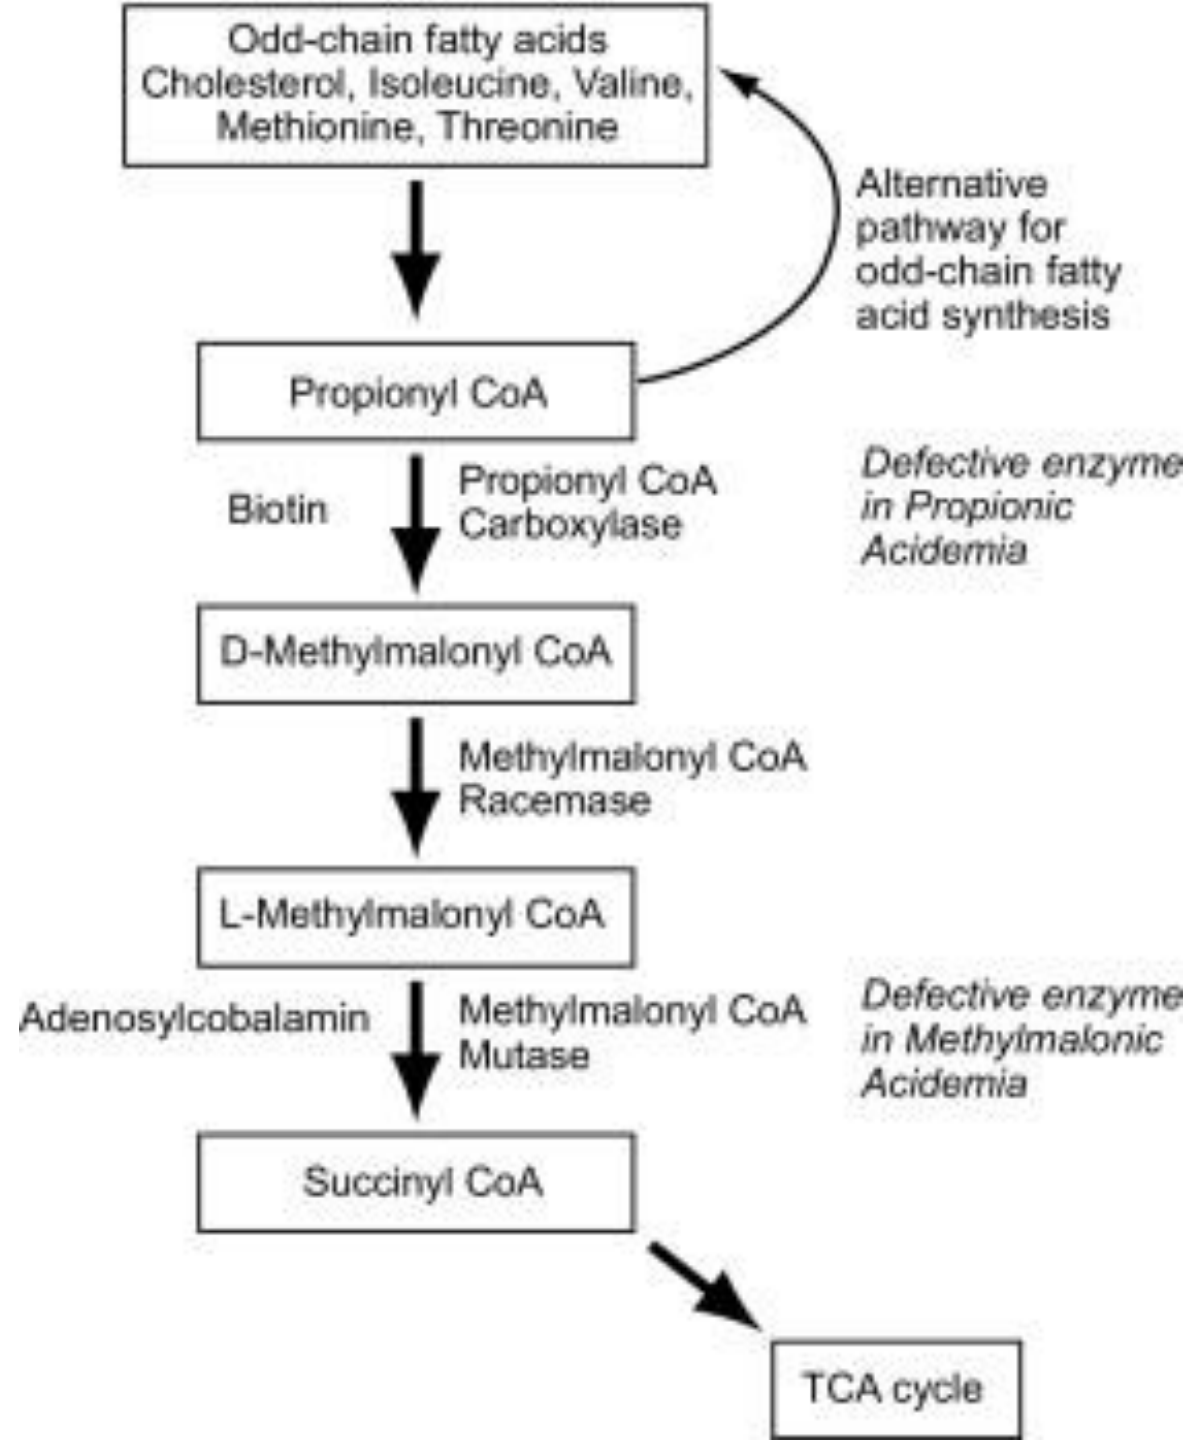 Odd-chain fatty acids
Cholesterol, Isoleucine, Valine,
Methionine, Threonine
Alternative
pathway for
odd-chain fatty
acid synthesis
Propionyl CoA
Biotin
Propionyl CoA
Carboxylase
Defective enzyme
in Propionic
Acidemia
D-Methylmalonyl CoA
Methylmalonyl CoA
Racemase
L-Methylmalonyl CoA
Adenosylcobalamin
Methylmalonyl CoA
Mutase
Defective enzyme
in Methylmalonic
Acidemia
Succinyl CoA
TCA cycle